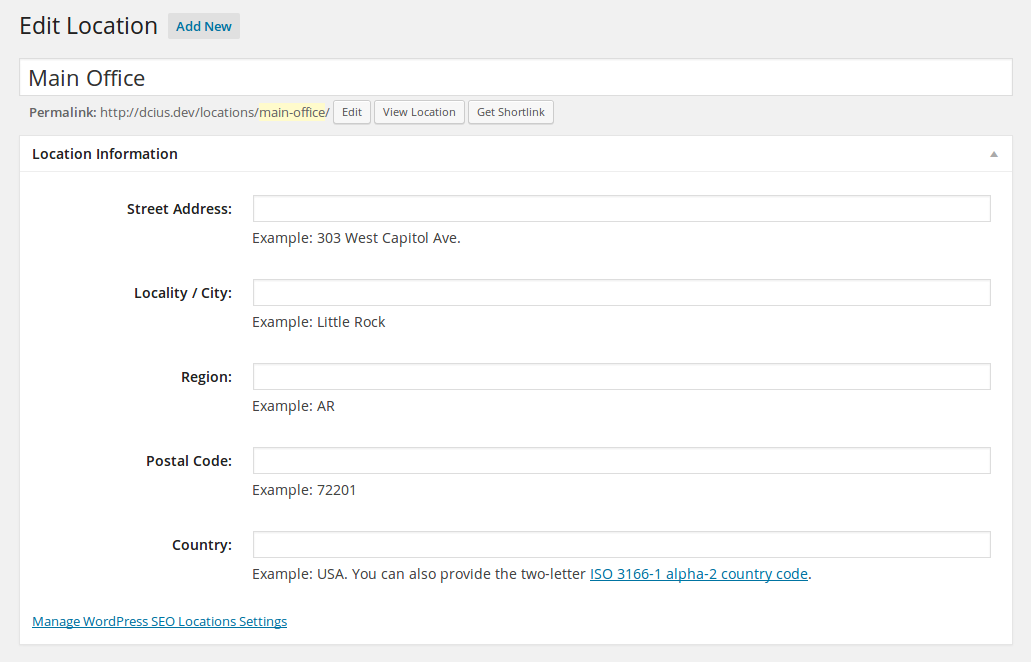 Edit Location Add New
Main Office
Permalink: http://dcius.dev/locations/main-office/ Edit View Location Get Shortlink
Location Information
Street Address:
Example: 303 West Capitol Ave.
Locality / City:
Example: Little Rock
Region:
Example: AR
Postal Code:
Example: 72201
Country:
Example: USA. You can also provide the two-letter ISO 3166-1 alpha-2 country code.
Manage WordPress SEO Locations Settings